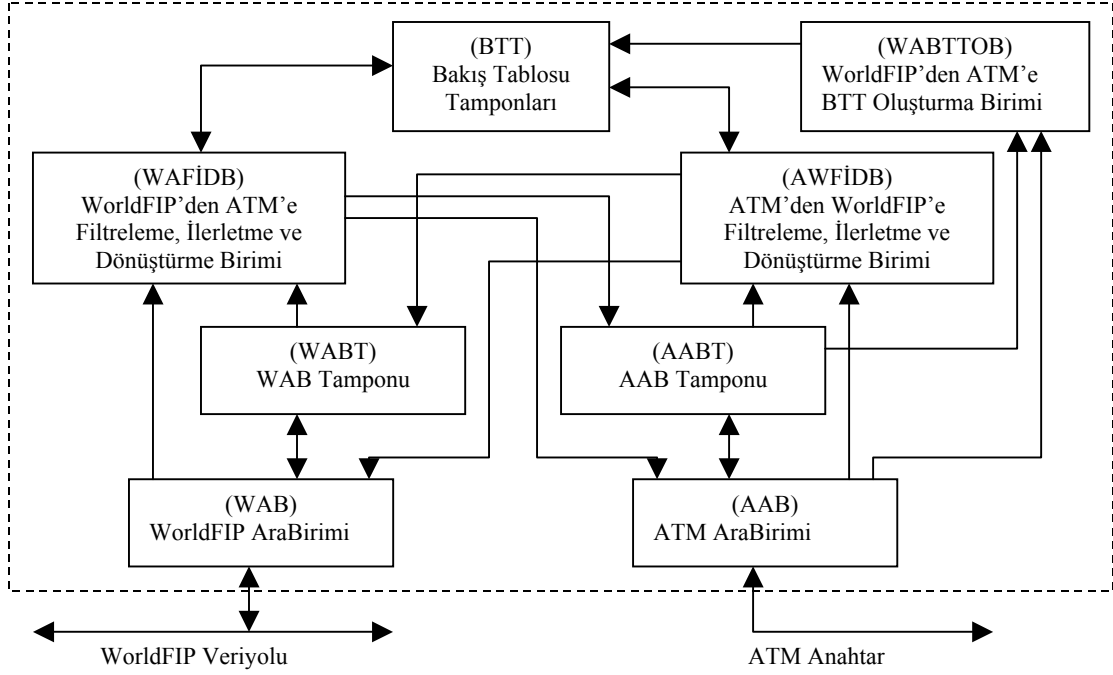 (BTT)
Bakış Tablosu
Tamponları
(WABTTOB)
WorldFIP’den ATM’e
BTT Oluşturma Birimi
(WAFİDB)
WorldFIP’den ATM’e
Filtreleme, İlerletme ve
Dönüştürme Birimi
(AWFİDB)
ATM’den WorldFIP’e
Filtreleme, İlerletme ve
Dönüştürme Birimi
(WABT)
WAB Tamponu
(AABT)
AAB Tamponu
(WAB)
WorldFIP AraBirimi
(AAB)
ATM AraBirimi
WorldFIP Veriyolu
ATM Anahtar